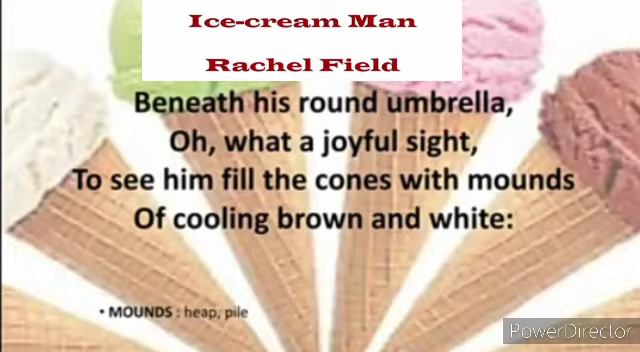 Ice-cream Man
Rachel Field
Beneath his round umbrella,
Oh, what a joyful sight,
To see him fill the cones with mounds
Of cooling brown and white:
• MOUNDS : heap, pile
PowerDirector